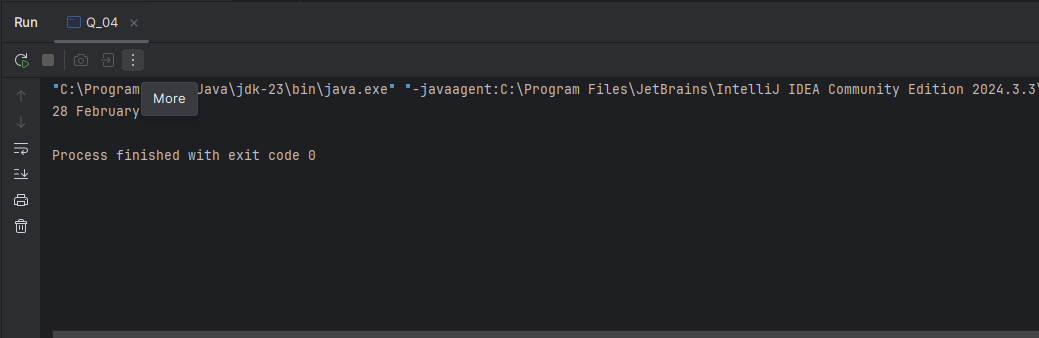 Run Q_04
"C:\Program Java\jdk-23\bin\java.exe" "-javaagent:C:\Program Files\JetBrains\IntelliJ IDEA Community Edition 2024.3.3\
More
28 February
Process finished with exit code 0